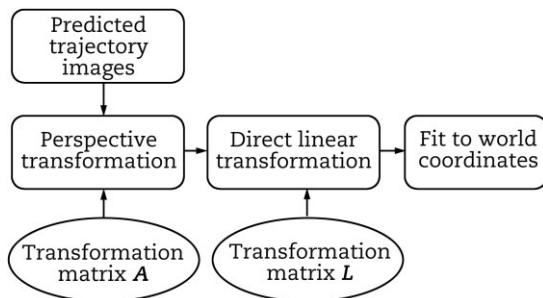 Predicted
trajectory
images
Perspective
transformation
Direct linear
transformation
Fit to world
coordinates
Transformation
matrix A
Transformation
matrix L